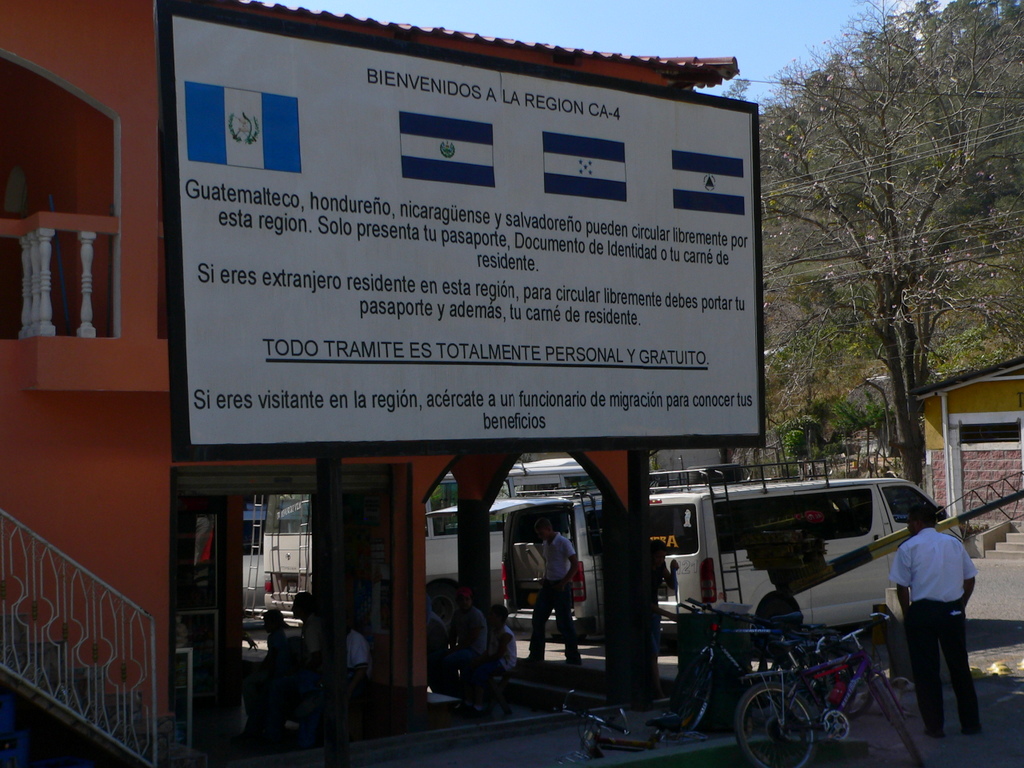 BIENVENIDOS A LA REGION CA-4
Guatemalteco, hondureño, nicaragüense y salvadoreño pueden circular libremente por
esta region. Solo presenta tu pasaporte, Documento de Identidad o tu carné de
residente.
Si eres extranjero residente en esta región, para circular libremente debes portar tu
pasaporte y además, tu carné de residente.
TODO TRAMITE ES TOTALMENTE PERSONAL Y GRATUITO.
Si eres visitante en la región, acércate a un funcionario de migración para conocer tus
beneficios